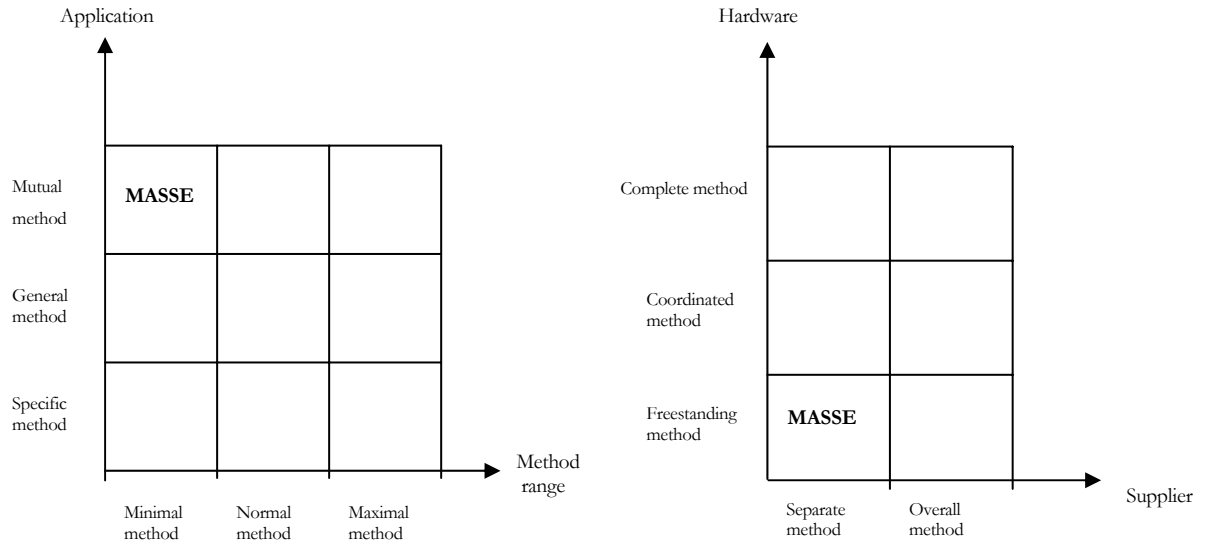 Application
Mutual
method
MASSE
General
method
Specific
method
Method
range
Minimal
method
Normal
method
Maximal
method
Hardware
Complete method
Coordinated
method
Freestanding
method
MASSE
Supplier
Separate
method
Overall
method